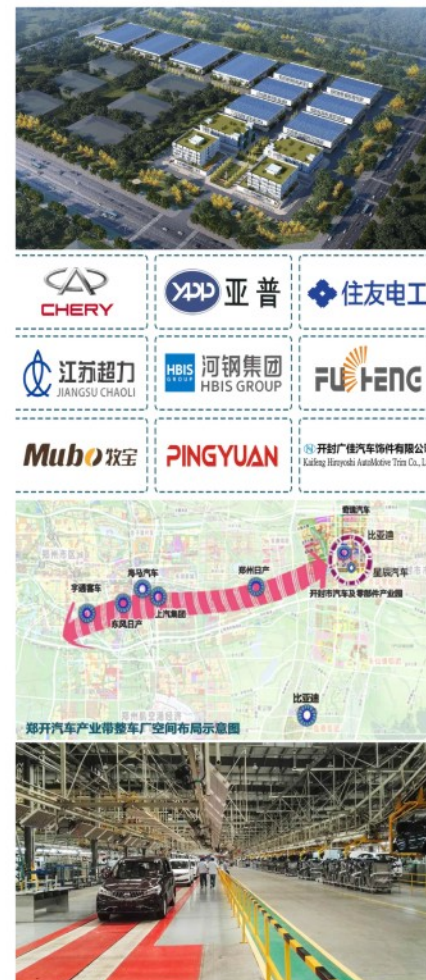 CHERY
YAPP 亚普
住友电工
江苏超力
JIANGSU CHAOLI
HBIS
GROUP
河钢集团
HBIS GROUP
FUSHENG
Mubo 牧宝
PINGYUAN
开封广佳汽车饰件有限公司
Kaifeng Hiroyoshi AutoMotive Trim Co., L
奇瑞汽车
比亚迪
郑州日产
海马汽车
星辰汽车
宇通客车
上汽集团
开封市汽车及零部件产业园
东风日产
比亚迪
郑开汽车产业带整车厂空间布局示意图